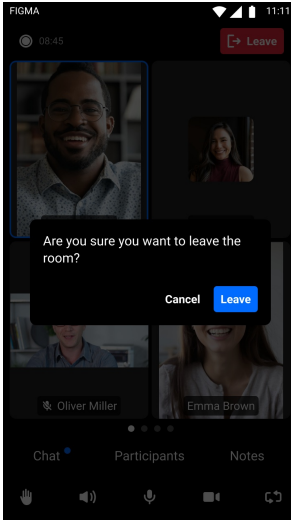 FIGMA 11:11
08:45 Leave
Are you sure you want to leave the
room?
Cancel Leave
Oliver Miller Emma Brown
Chat Participants Notes